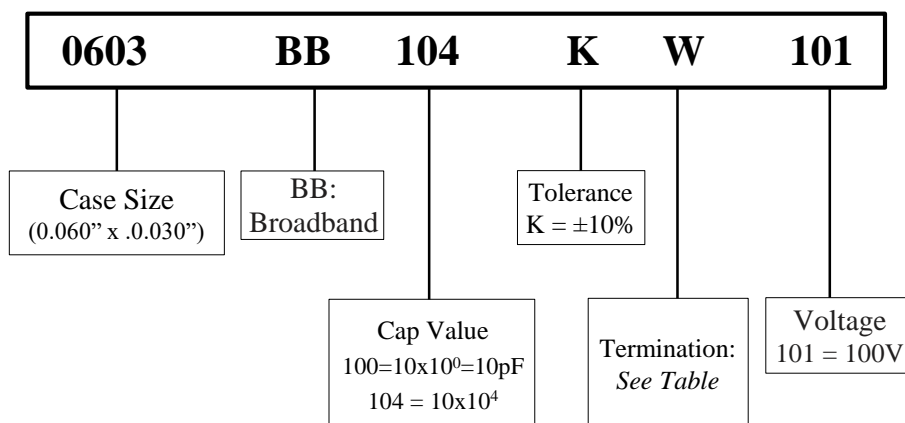 0603 BB 104 K W 101
Case Size
(0.060” x .0.030”)
BB:
Broadband
Cap Value
100=10x10⁰=10pF
104 = 10x10⁴
Tolerance
K = ±10%
Termination:
See Table
Voltage
101 = 100V